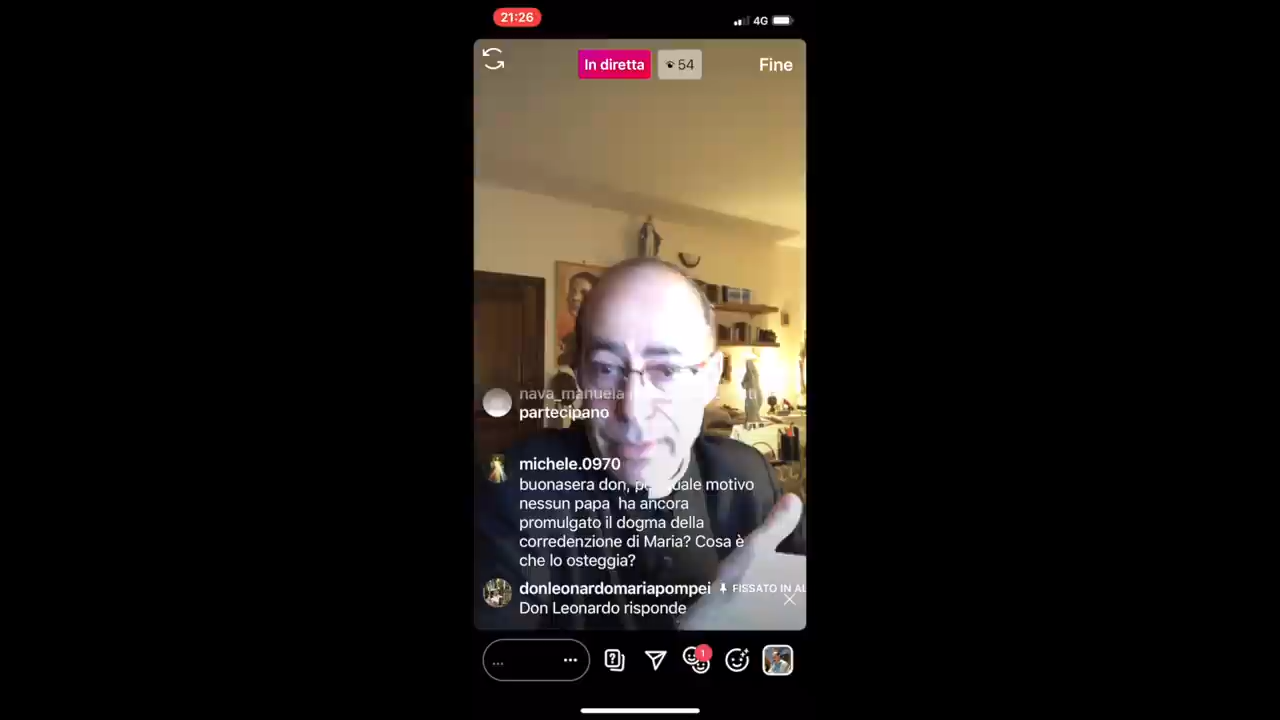 21:26
4G
In diretta
54
Fine
nava_manuela
partecipano
michele.0970
buonasera don, quale motivo
nessun papa ha ancora
promulgato il dogma della
corredenzione di Maria? Cosa è
che lo osteggia?
donleonardomariapompei FISSATO IN AL
Don Leonardo risponde
...
1